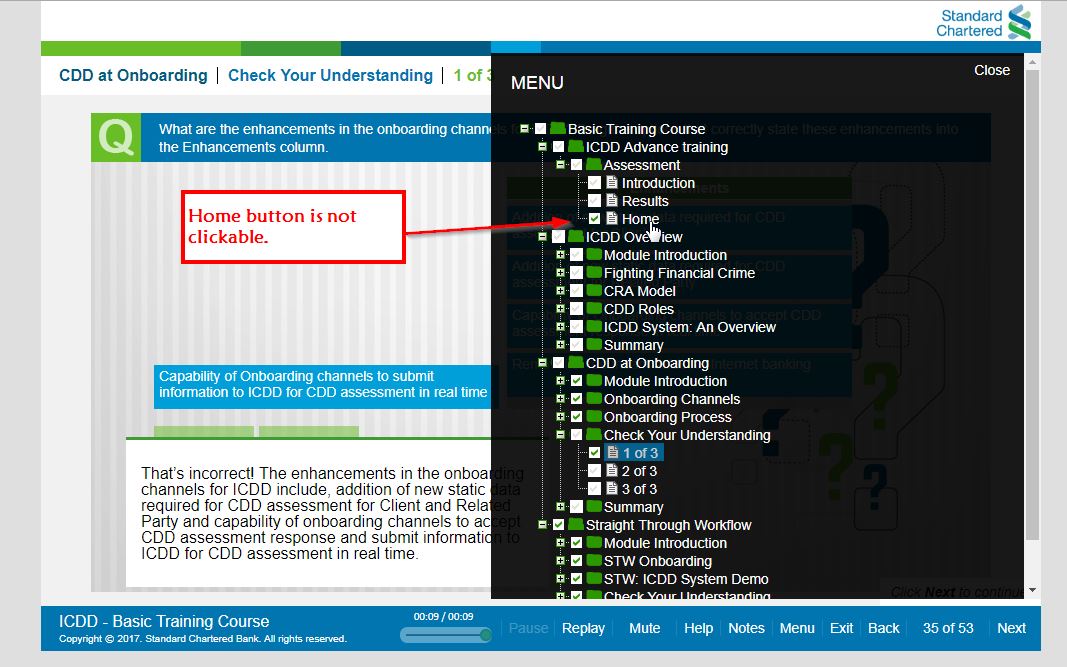 Standard
Chartered
CDD at Onboarding | Check Your Understanding | 1 of 3
MENU
Close
Q
What are the enhancements in the onboarding channels
the Enhancements column.
correctly state these enhancements into
Home button is not
clickable.
Basic Training Course
ICDD Advance training
Assessment
Introduction
Results
Home
ICDD Overview
Module Introduction
Fighting Financial Crime
CRA Model
CDD Roles
ICDD System: An Overview
Summary
CDD at Onboarding
Module Introduction
Onboarding Channels
Onboarding Process
Check Your Understanding
1 of 3
2 of 3
3 of 3
Summary
Straight Through Workflow
Module Introduction
STW Onboarding
STW: ICDD System Demo
Check Your Understanding
Capability of Onboarding channels to submit
information to ICDD for CDD assessment in real time
That's incorrect! The enhancements in the onboarding
channels for ICDD include, addition of new static data
required for CDD assessment for Client and Related
Party and capability of onboarding channels to accept
CDD assessment response and submit information to
ICDD for CDD assessment in real time.
Click Next to continue
ICDD - Basic Training Course
Copyright © 2017. Standard Chartered Bank. All rights reserved.
00:09 / 00:09
Pause Replay Mute Help Notes Menu Exit Back 35 of 53 Next